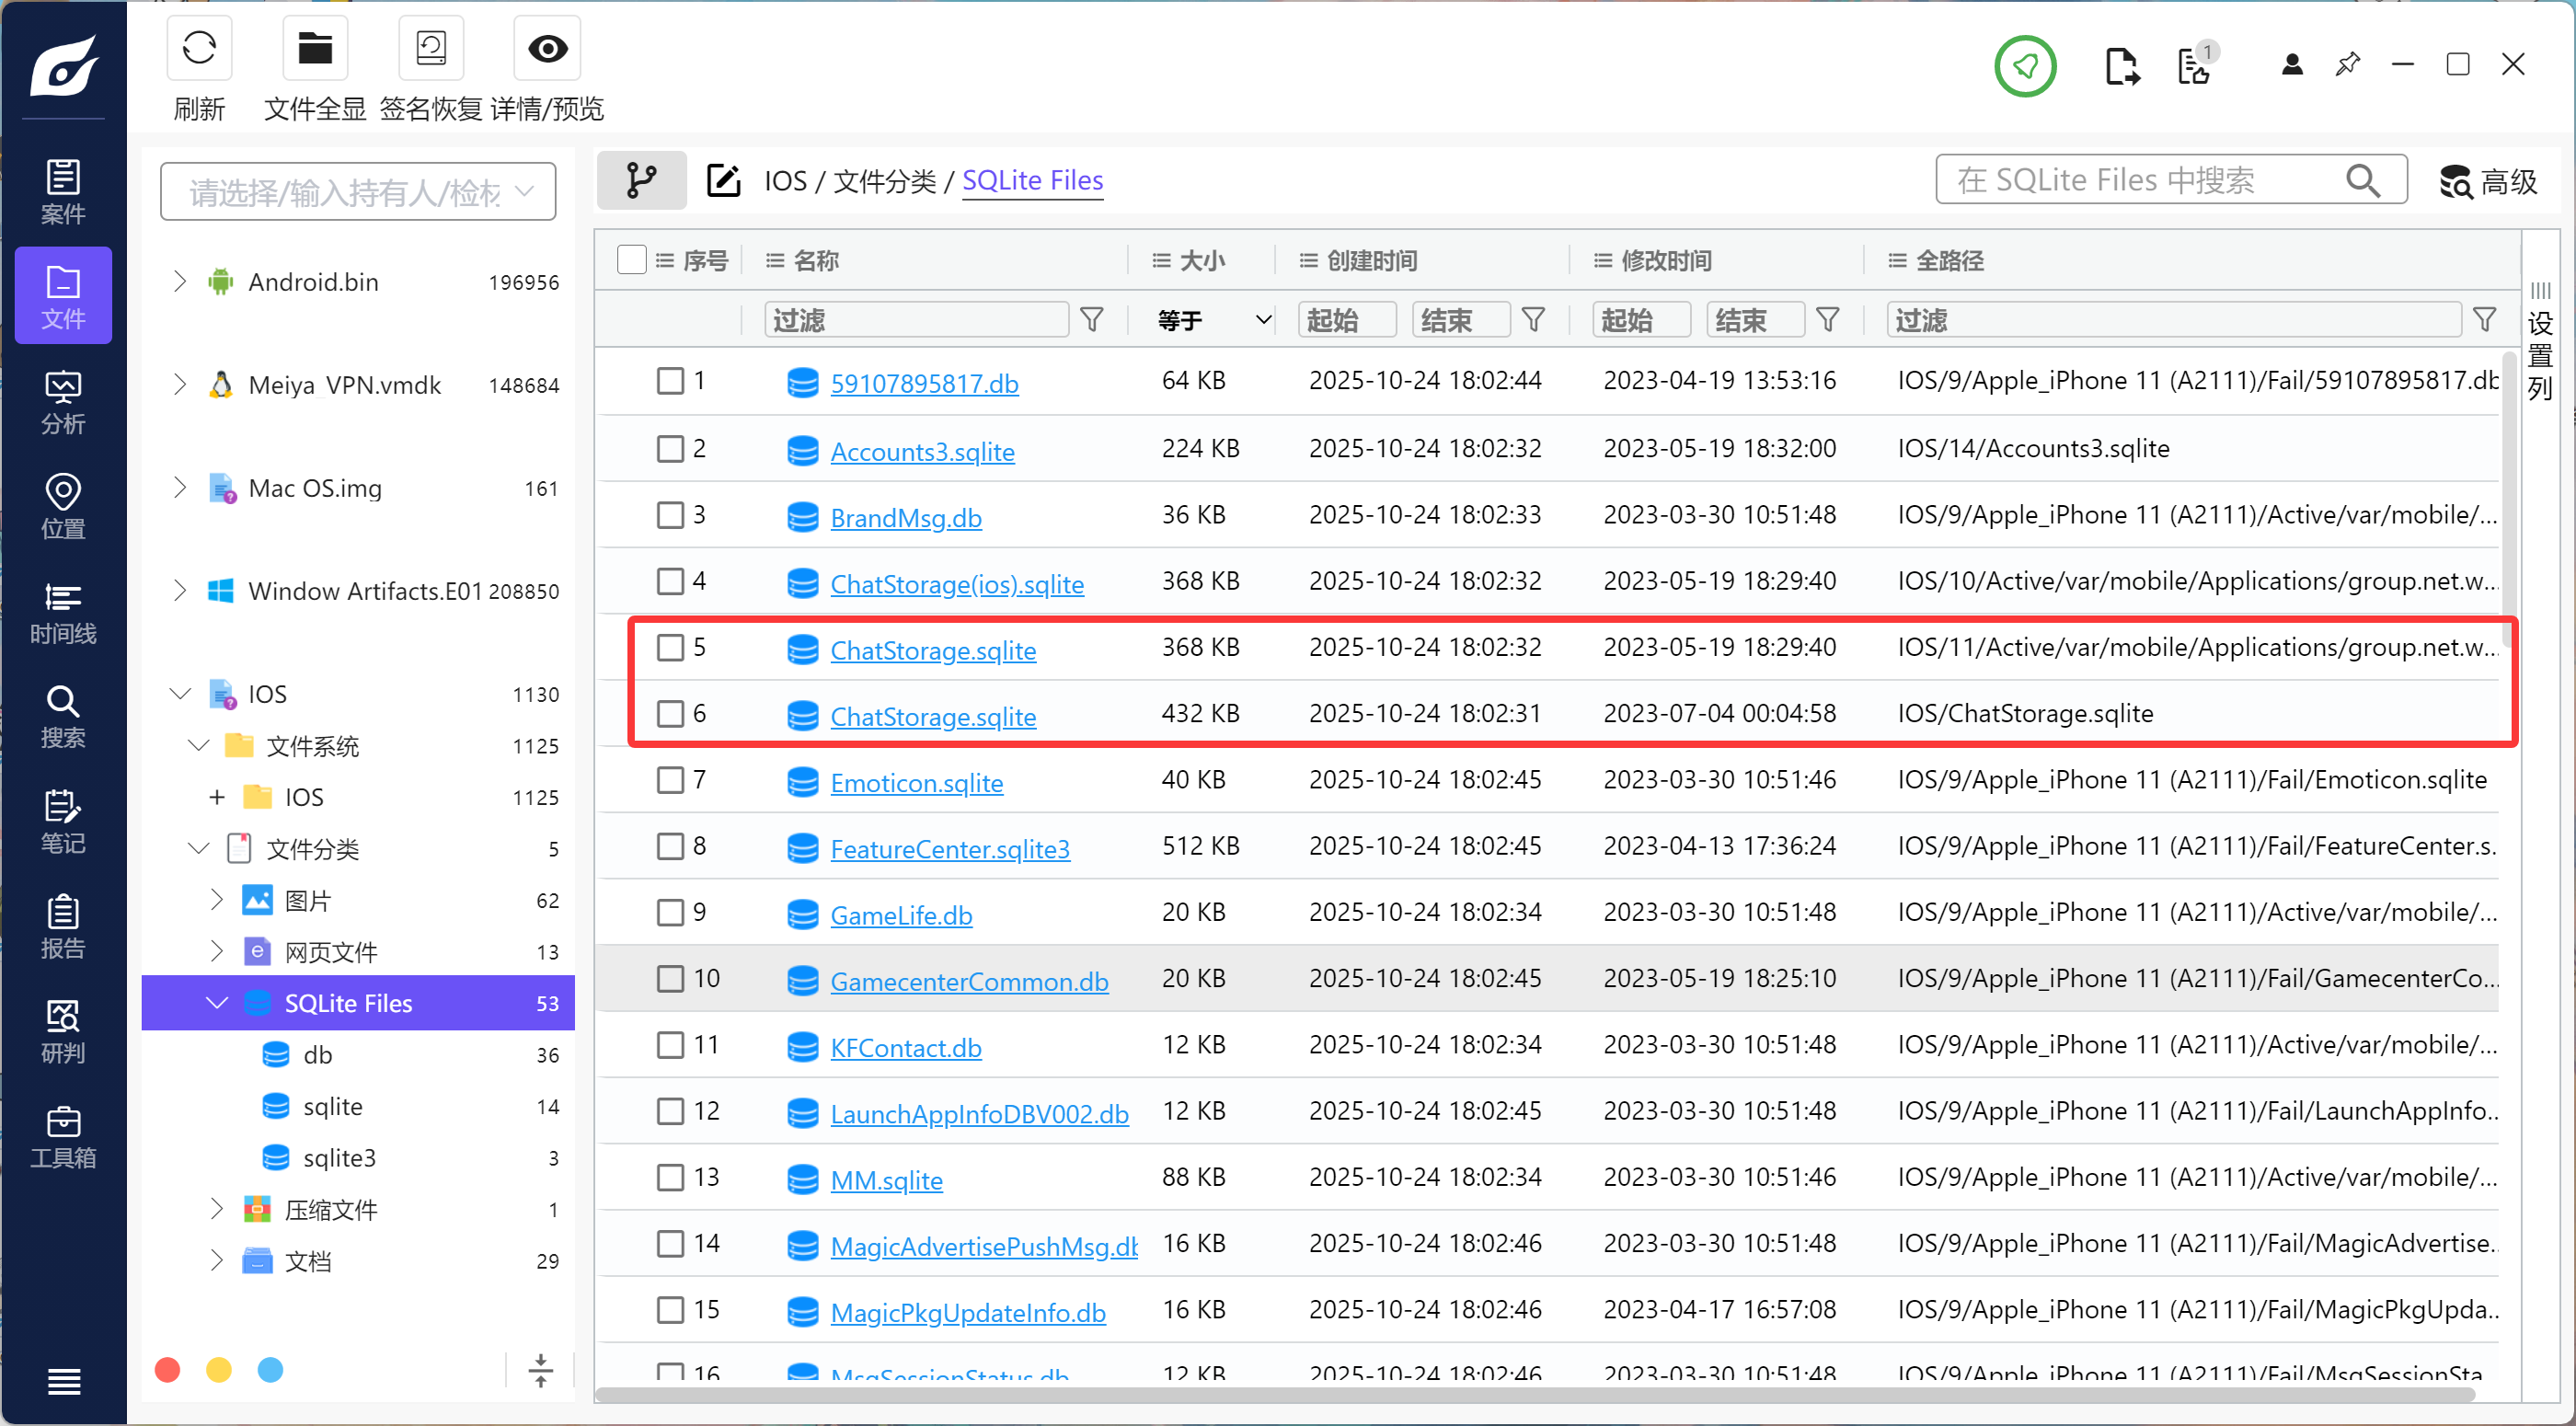 刷新
文件全显
签名恢复
详情/预览
1
案件
文件
分析
位置
时间线
搜索
笔记
报告
研判
工具箱
请选择/输入持有人/检材
Android.bin 196956
Meiya_VPN.vmdk 148684
Mac OS.img 161
Window Artifacts.E01 208850
IOS 1130
文件系统 1125
IOS 1125
文件分类 5
图片 62
网页文件 13
SQLite Files 53
db 36
sqlite 14
sqlite3 3
压缩文件 1
文档 29
IOS / 文件分类 / SQLite Files
在 SQLite Files 中搜索
高级
序号 名称 大小 创建时间 修改时间 全路径
过滤 等于 起始 结束 起始 结束 过滤
1 59107895817.db 64 KB 2025-10-24 18:02:44 2023-04-19 13:53:16 IOS/9/Apple_iPhone 11 (A2111)/Fail/59107895817.db
2 Accounts3.sqlite 224 KB 2025-10-24 18:02:32 2023-05-19 18:32:00 IOS/14/Accounts3.sqlite
3 BrandMsg.db 36 KB 2025-10-24 18:02:33 2023-03-30 10:51:48 IOS/9/Apple_iPhone 11 (A2111)/Active/var/mobile/...
4 ChatStorage(ios).sqlite 368 KB 2025-10-24 18:02:32 2023-05-19 18:29:40 IOS/10/Active/var/mobile/Applications/group.net.w...
5 ChatStorage.sqlite 368 KB 2025-10-24 18:02:32 2023-05-19 18:29:40 IOS/11/Active/var/mobile/Applications/group.net.w...
6 ChatStorage.sqlite 432 KB 2025-10-24 18:02:31 2023-07-04 00:04:58 IOS/ChatStorage.sqlite
7 Emoticon.sqlite 40 KB 2025-10-24 18:02:45 2023-03-30 10:51:46 IOS/9/Apple_iPhone 11 (A2111)/Fail/Emoticon.sqlite
8 FeatureCenter.sqlite3 512 KB 2025-10-24 18:02:45 2023-04-13 17:36:24 IOS/9/Apple_iPhone 11 (A2111)/Fail/FeatureCenter.s...
9 GameLife.db 20 KB 2025-10-24 18:02:34 2023-03-30 10:51:48 IOS/9/Apple_iPhone 11 (A2111)/Active/var/mobile/...
10 GamecenterCommon.db 20 KB 2025-10-24 18:02:45 2023-05-19 18:25:10 IOS/9/Apple_iPhone 11 (A2111)/Fail/GamecenterCo...
11 KFContact.db 12 KB 2025-10-24 18:02:34 2023-03-30 10:51:48 IOS/9/Apple_iPhone 11 (A2111)/Active/var/mobile/...
12 LaunchAppInfoDBV002.db 12 KB 2025-10-24 18:02:45 2023-03-30 10:51:48 IOS/9/Apple_iPhone 11 (A2111)/Fail/LaunchAppInfo...
13 MM.sqlite 88 KB 2025-10-24 18:02:34 2023-03-30 10:51:46 IOS/9/Apple_iPhone 11 (A2111)/Active/var/mobile/...
14 MagicAdvertisePushMsg.db 16 KB 2025-10-24 18:02:46 2023-03-30 10:51:48 IOS/9/Apple_iPhone 11 (A2111)/Fail/MagicAdvertise...
15 MagicPkgUpdateInfo.db 16 KB 2025-10-24 18:02:46 2023-04-17 16:57:08 IOS/9/Apple_iPhone 11 (A2111)/Fail/MagicPkgUpda...
16 MsgSessionStatus.db 12 KB 2025-10-24 18:02:46 2023-03-30 10:51:48 IOS/9/Apple_iPhone 11 (A2111)/Fail/MsgSessionSta...
设置列